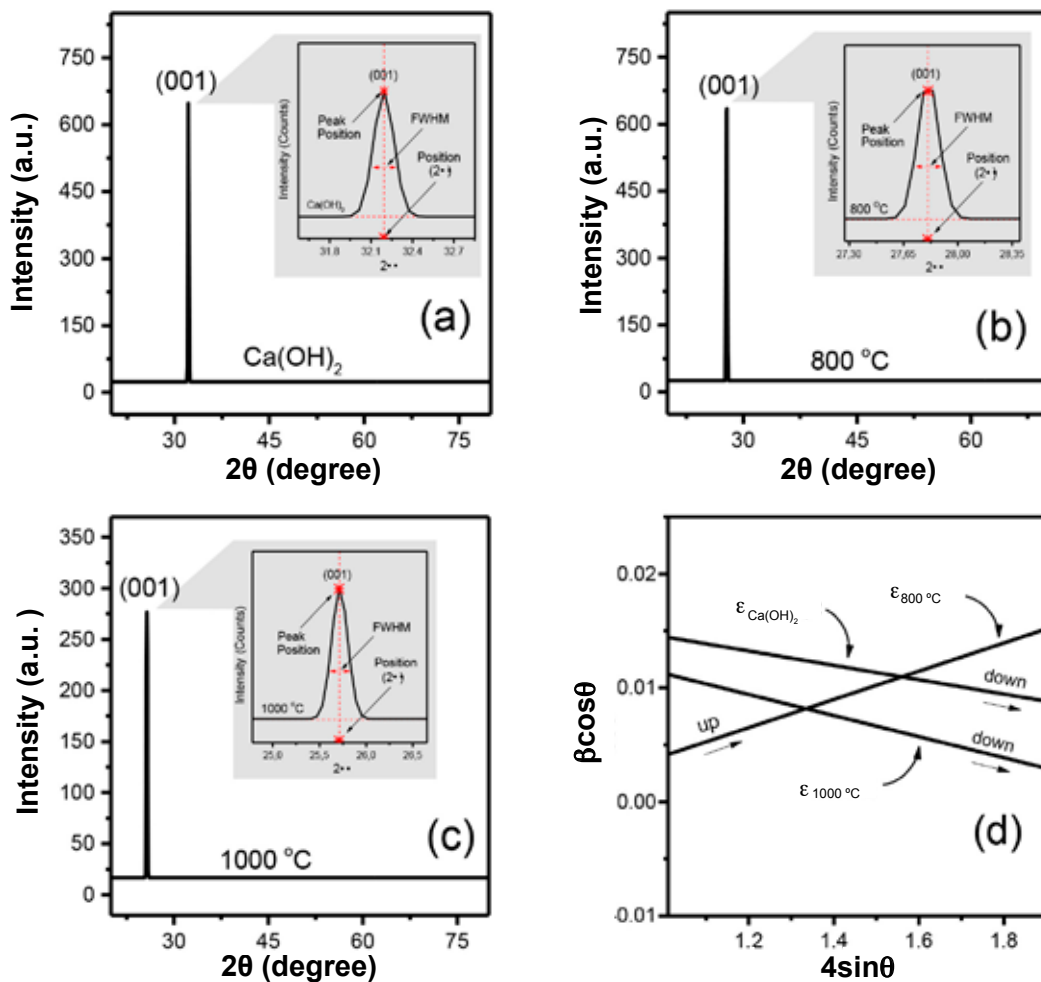 Intensity (a.u.)
750
600
450
300
150
0
(001)
Intensity (Counts)
(001)
Peak
Position
FWHM
Position
Ca(OH)2
31.8
32.1
32.4
32.7
(a)
Ca(OH)2
30
45
60
75
2θ (degree)
Intensity (a.u.)
750
600
450
300
150
0
(001)
Intensity (Counts)
(001)
Peak
Position
FWHM
Position
800 °C
27,30
27,65
28,00
28,35
(b)
800 °C
30
45
60
2θ (degree)
Intensity (a.u.)
350
300
250
200
150
100
50
0
(001)
Intensity (Counts)
(001)
Peak
Position
FWHM
Position
1000 °C
25,0
25,5
26,0
26,5
(c)
1000 °C
30
45
60
75
2θ (degree)
βcosθ
0.02
0.01
0.00
-0.01
ε Ca(OH)2
ε 800 °C
down
up
down
ε 1000 °C
(d)
1.2
1.4
1.6
1.8
4sinθ